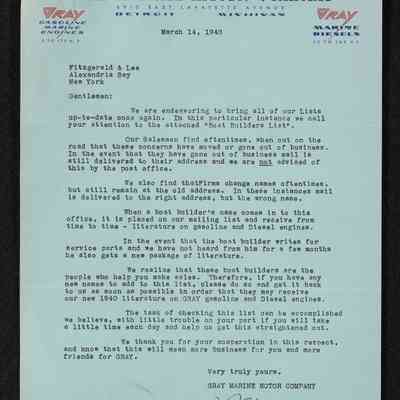 GRAY
GASOLINE
MARINE
ENGINES
6910 EAST LAFAYETTE AVENUE
DETROIT MICHIGAN
GRAY
MARINE
DIESELS
March 14, 1940
Fitzgerald & Lee
Alexandria Bay
New York
Gentlemen:
We are endeavoring to bring all of our Lists
up-to-date once again. In this particular instance we call
your attention to the attached "Boat Builders List".
Our Salesmen find oftentimes, when out on the
road that these concerns have moved or gone out of business.
In the event that they have gone out of business mail is
still delivered to their address and we are not advised of
this by the post office.
We also find that Firms change names oftentimes,
but still remain at the old address. In these instances mail
is delivered to the right address, but the wrong name.
When a boat builder's name comes in to this
office, it is placed on our mailing list and receive from
time to time - literature on gasoline and Diesel engines.
In the event that the boat builder writes for
service parts and we have not heard from him for a few months
he also gets a new package of literature.
We realize that these boat builders are the
people who help you make sales. Therefore, if you have any
new names to add to this list, please do so and get it back
to us as soon as possible in order that they may receive
our new 1940 literature on GRAY gasoline and Diesel engines.
The task of checking this list can be accomplished
we believe, with little trouble on your part if you will take
a little time each day and help us get this straightened out.
We thank you for your cooperation in this respect,
and know that this will mean more business for you and more
friends for GRAY.
Very truly yours,
GRAY MARINE MOTOR COMPANY